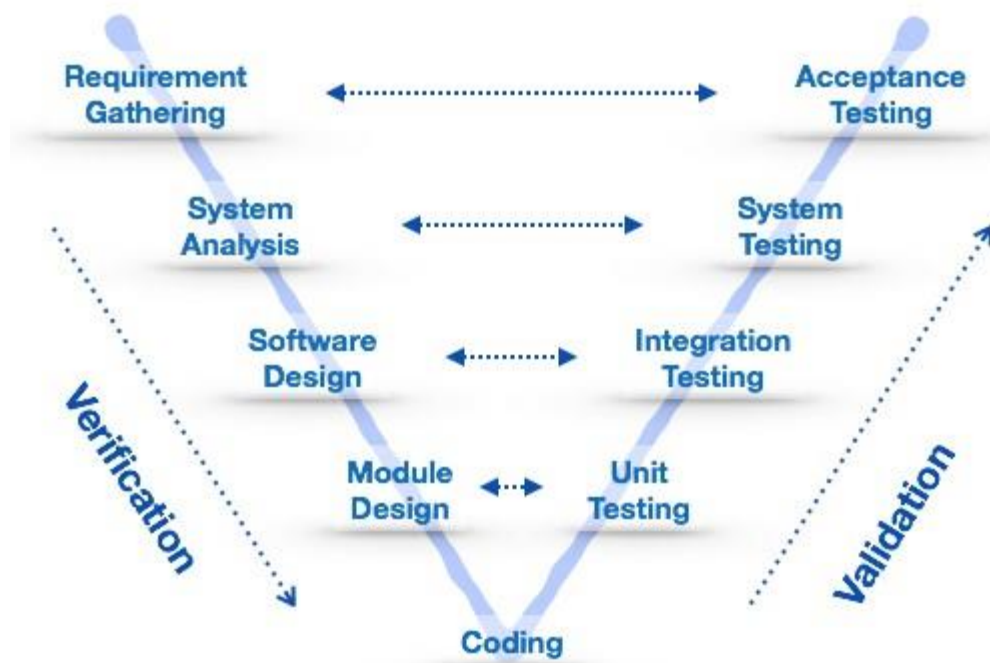 Requirement
Gathering
Acceptance
Testing
System
Analysis
System
Testing
Software
Design
Integration
Testing
Module
Design
Unit
Testing
Coding
Verification
Validation